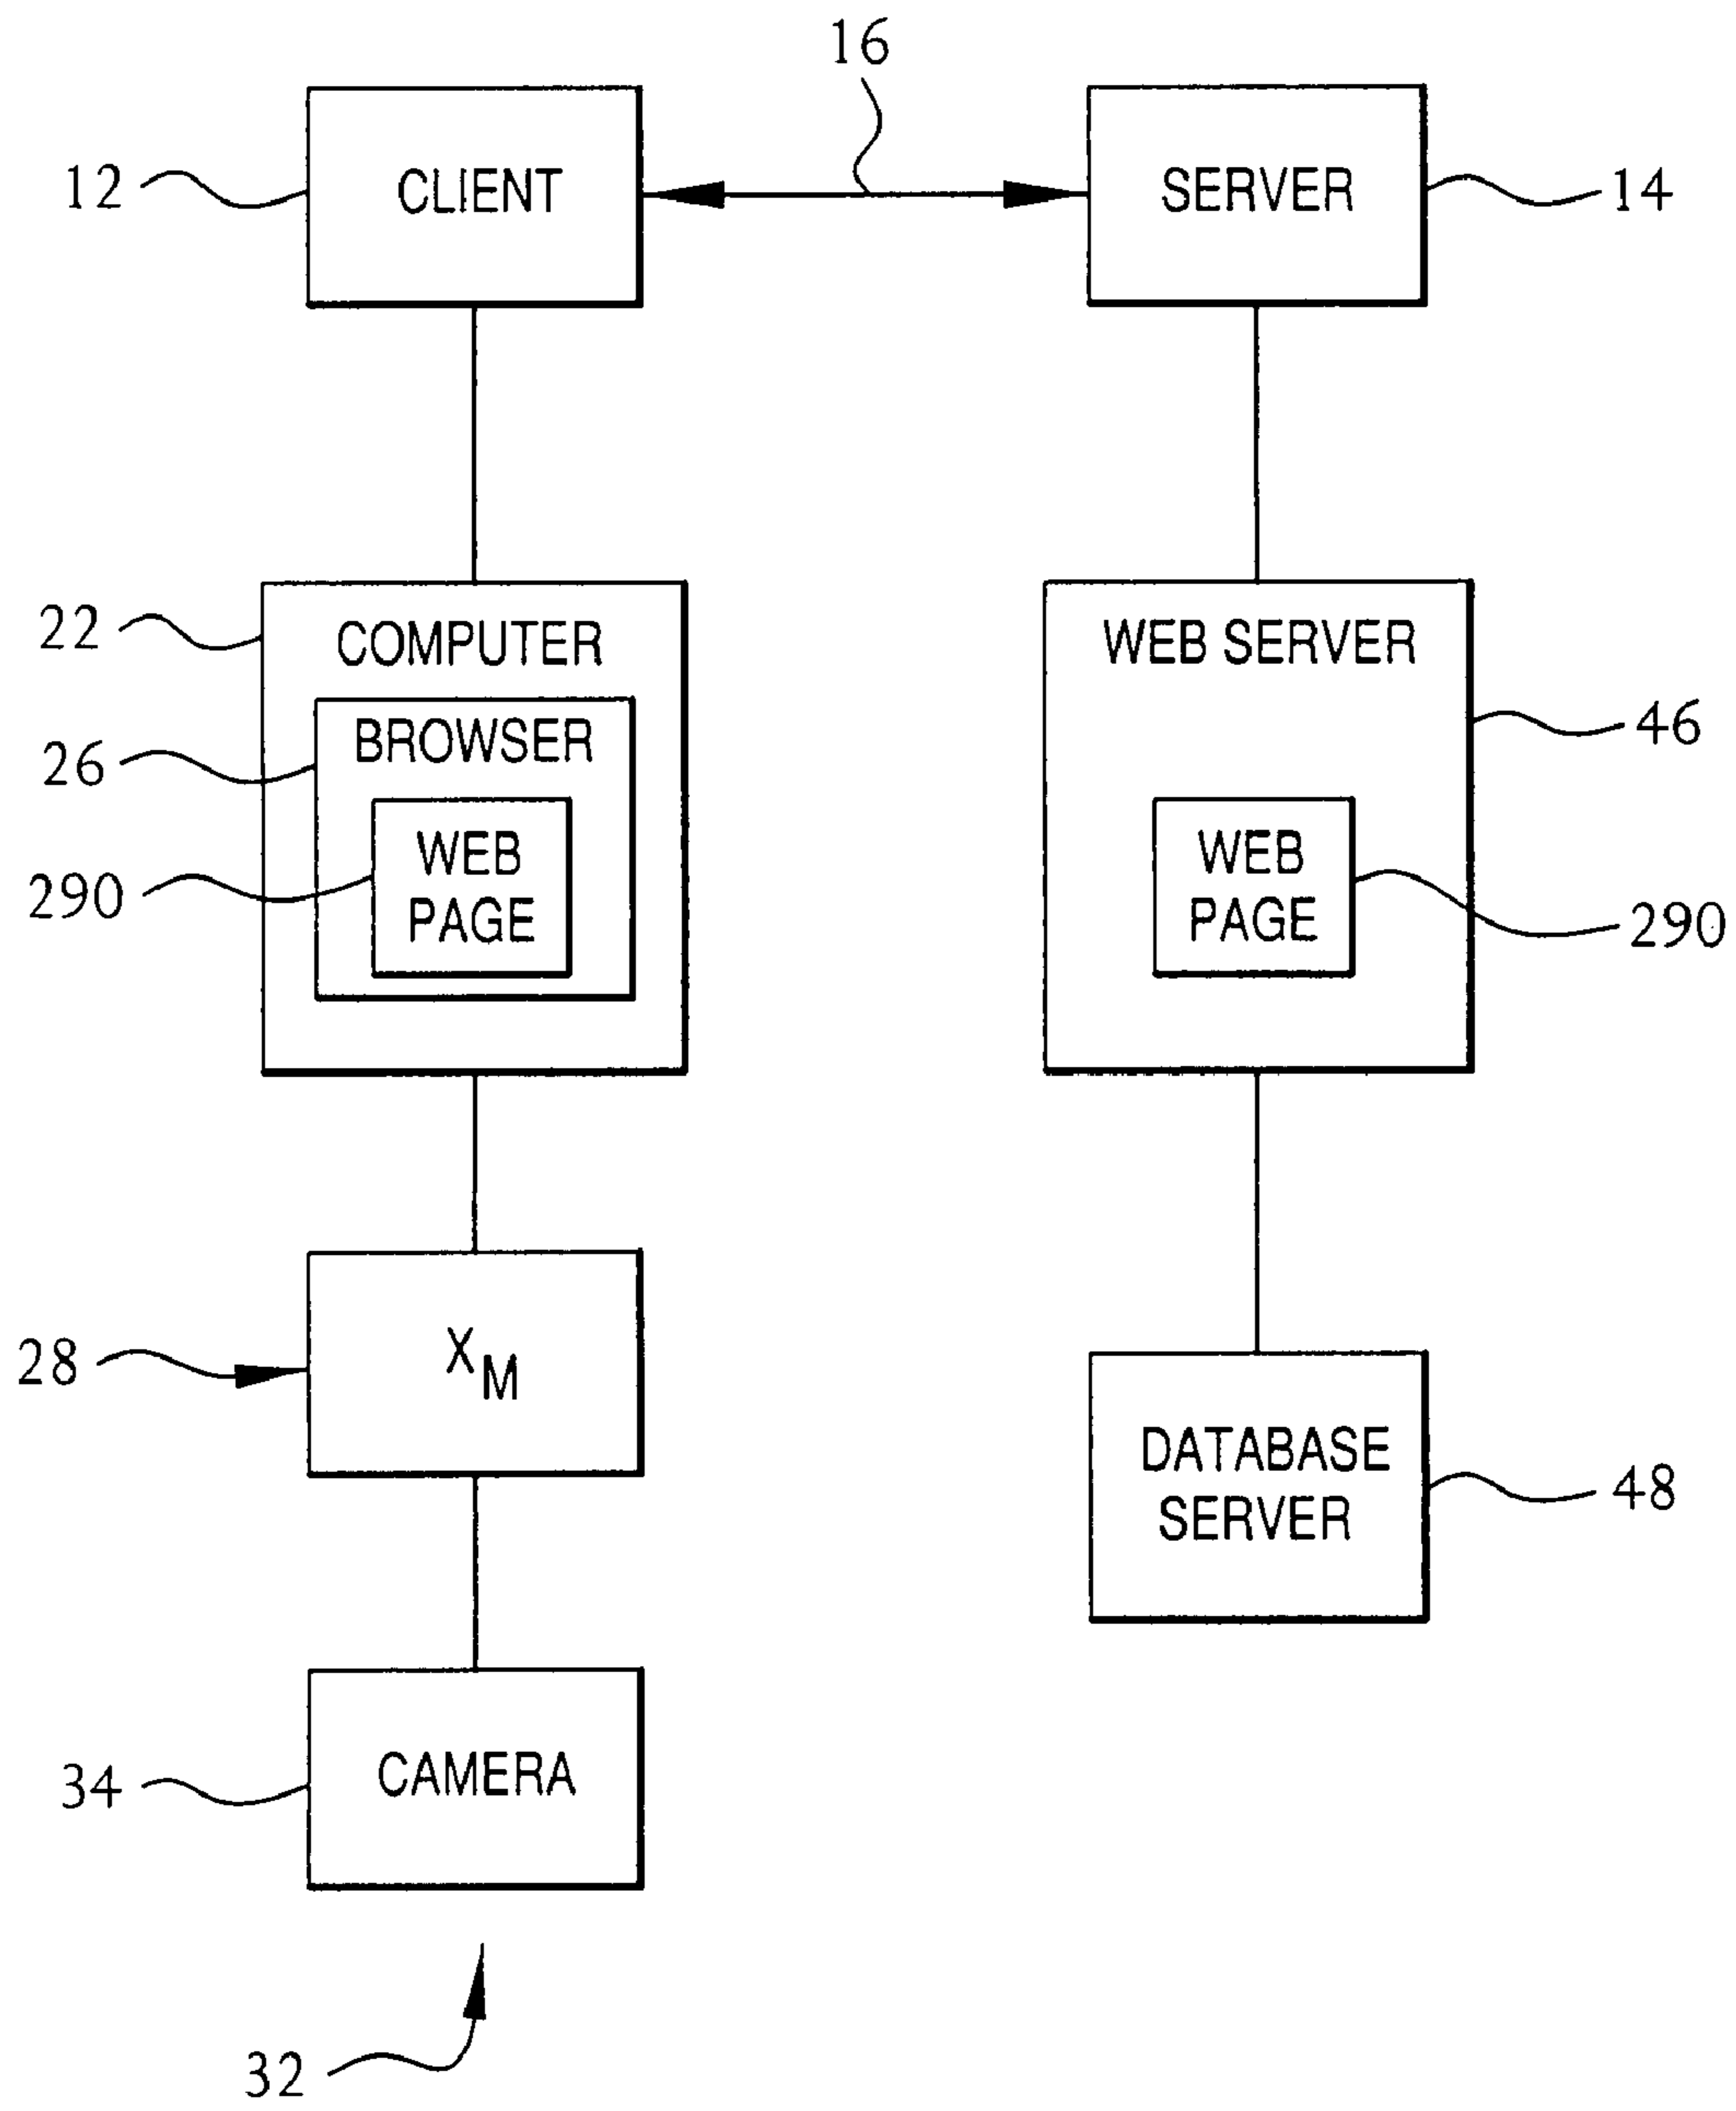 16
12
CLIENT
SERVER
14
22
COMPUTER
WEB SERVER
26
BROWSER
46
290
WEB
PAGE
WEB
PAGE
290
28
XM
DATABASE
SERVER
48
34
CAMERA
32